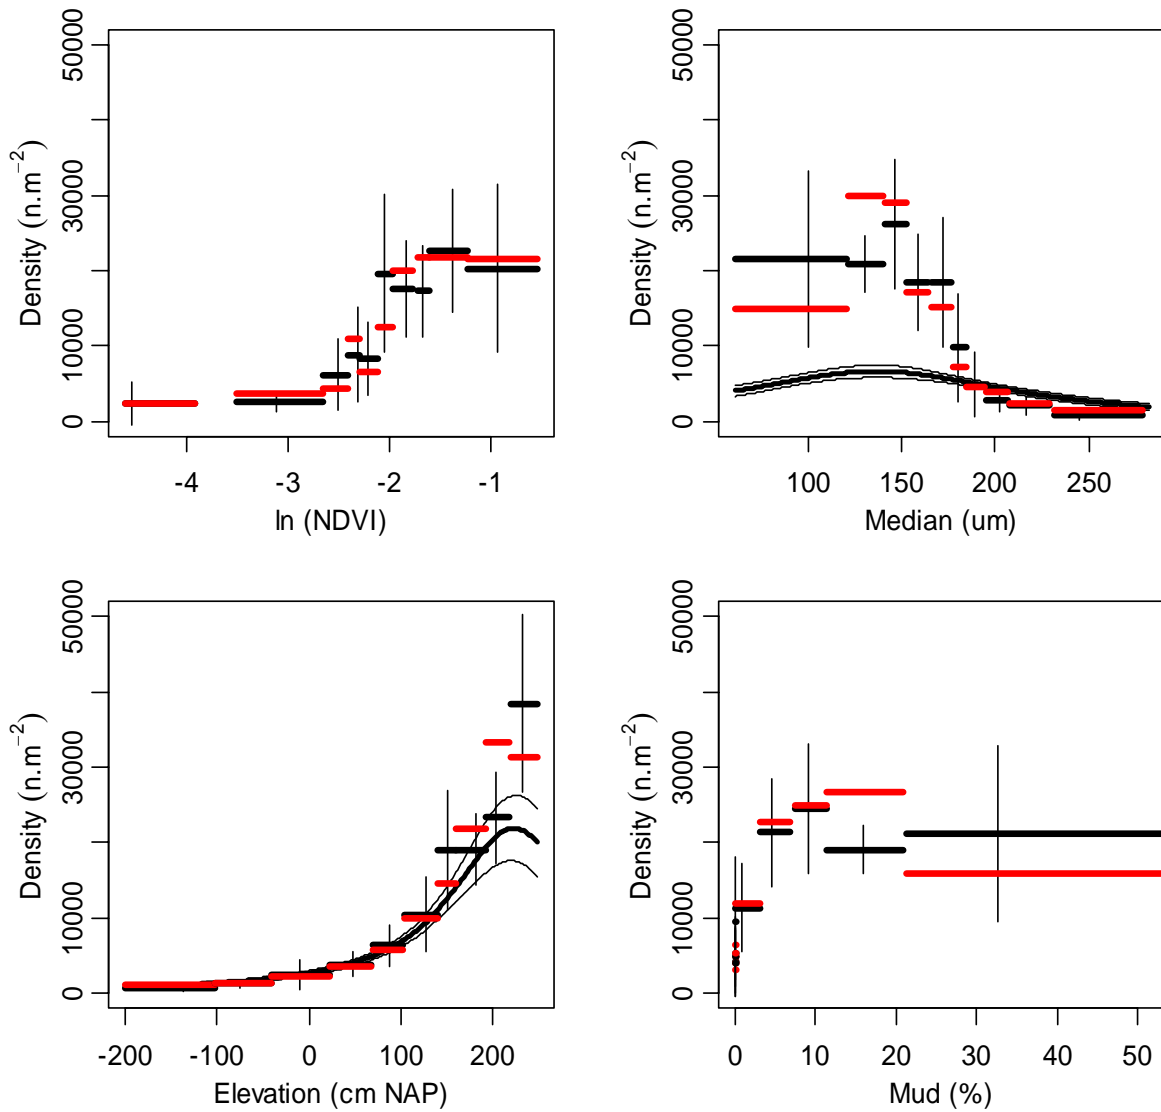 50000
30000
10000
0
Density (n.m−2)
-4 -3 -2 -1
ln (NDVI)
50000
30000
10000
0
Density (n.m−2)
100 150 200 250
Median (um)
50000
30000
10000
0
Density (n.m−2)
-200 -100 0 100 200
Elevation (cm NAP)
50000
30000
10000
0
Density (n.m−2)
0 10 20 30 40 50
Mud (%)